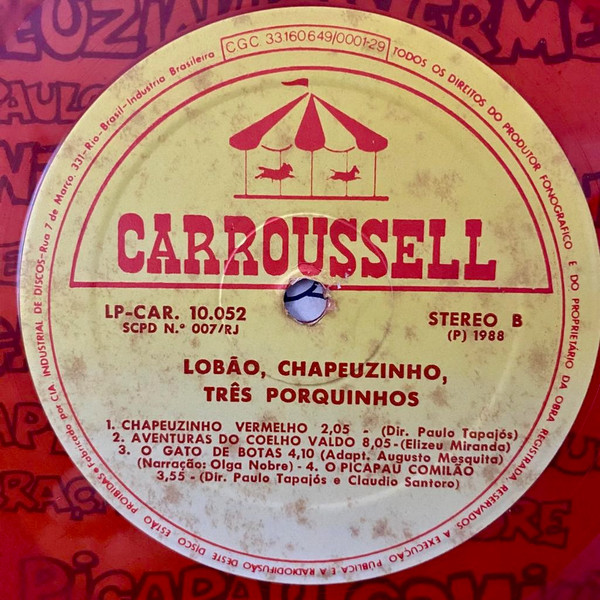 CGC 33160649/0001-29
TODOS OS DIREITOS DO PRODUTOR FONOGRÁFICO E DO PROPRIETÁRIO DA OBRA REGISTRADA RESERVADOS. A EXECUÇÃO PÚBLICA E A RADIODIFUSÃO DESTE DISCO ESTÃO PROIBIDAS • Fabricado por CIA INDUSTRIAL DE DISCOS-Rua 7 de Março, 331-Rio-Brasil-Industria Brasileira
CARROUSSELL
LP-CAR. 10.052
SCPD N.º 007/RJ
STEREO B
(P) 1988
LOBÃO, CHAPEUZINHO,
TRÊS PORQUINHOS
1. CHAPEUZINHO VERMELHO 2,05 - (Dir. Paulo Tapajós)
2. AVENTURAS DO COELHO VALDO 8,05-(Elizeu Miranda)
3. O GATO DE BOTAS 4,10 (Adapt. Augusto Mesquita)
(Narração: Olga Nobre) - 4. O PICAPAU COMILÃO
3,55 - (Dir. Paulo Tapajós e Claudio Santoro)